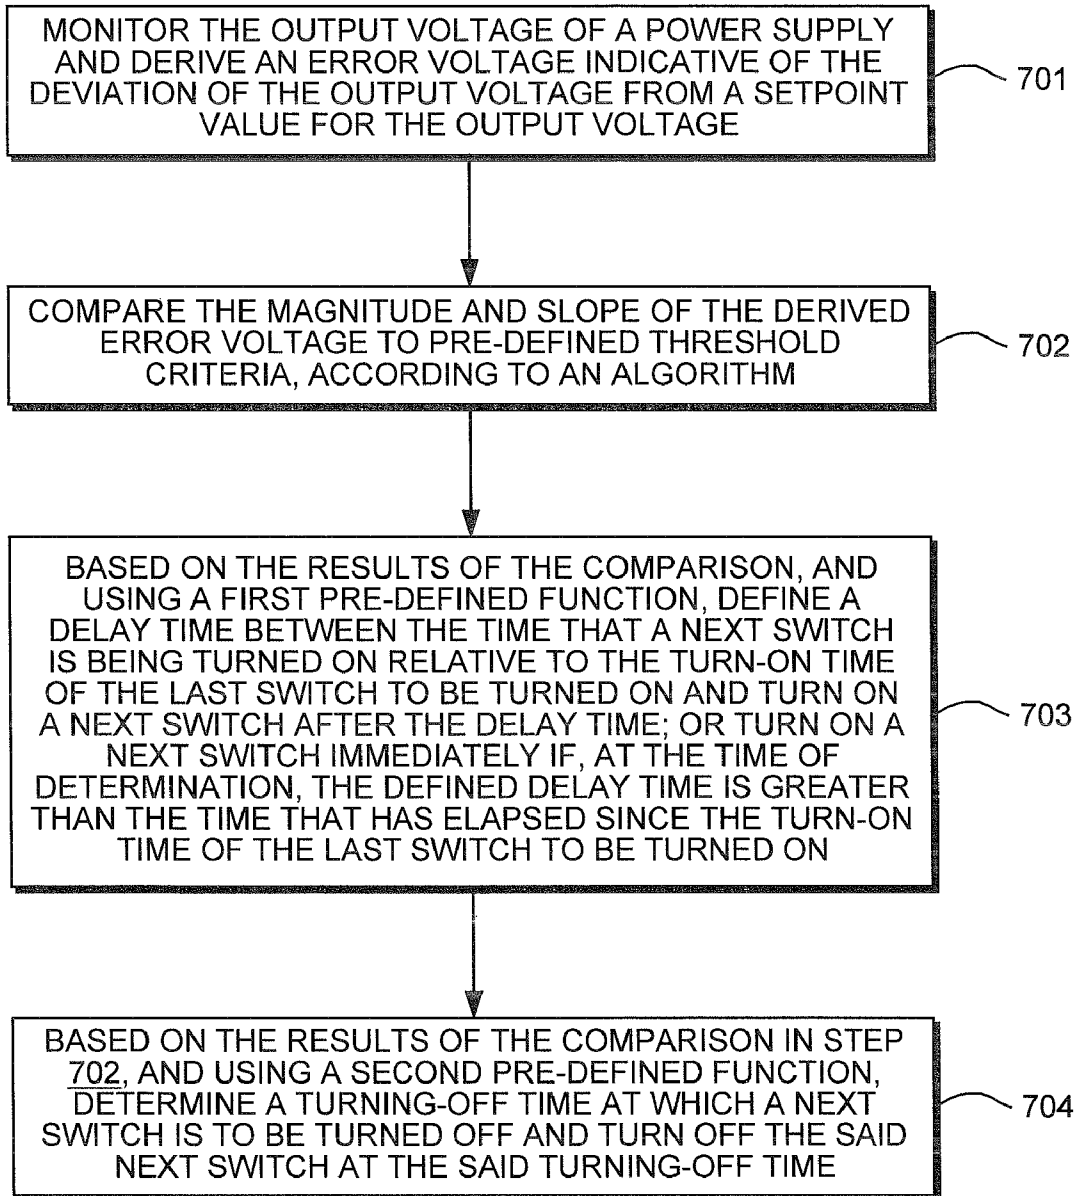 MONITOR THE OUTPUT VOLTAGE OF A POWER SUPPLY
AND DERIVE AN ERROR VOLTAGE INDICATIVE OF THE
DEVIATION OF THE OUTPUT VOLTAGE FROM A SETPOINT
VALUE FOR THE OUTPUT VOLTAGE
701
COMPARE THE MAGNITUDE AND SLOPE OF THE DERIVED
ERROR VOLTAGE TO PRE-DEFINED THRESHOLD
CRITERIA, ACCORDING TO AN ALGORITHM
702
BASED ON THE RESULTS OF THE COMPARISON, AND
USING A FIRST PRE-DEFINED FUNCTION, DEFINE A
DELAY TIME BETWEEN THE TIME THAT A NEXT SWITCH
IS BEING TURNED ON RELATIVE TO THE TURN-ON TIME
OF THE LAST SWITCH TO BE TURNED ON AND TURN ON
A NEXT SWITCH AFTER THE DELAY TIME; OR TURN ON A
NEXT SWITCH IMMEDIATELY IF, AT THE TIME OF
DETERMINATION, THE DEFINED DELAY TIME IS GREATER
THAN THE TIME THAT HAS ELAPSED SINCE THE TURN-ON
TIME OF THE LAST SWITCH TO BE TURNED ON
703
BASED ON THE RESULTS OF THE COMPARISON IN STEP
702, AND USING A SECOND PRE-DEFINED FUNCTION,
DETERMINE A TURNING-OFF TIME AT WHICH A NEXT
SWITCH IS TO BE TURNED OFF AND TURN OFF THE SAID
NEXT SWITCH AT THE SAID TURNING-OFF TIME
704